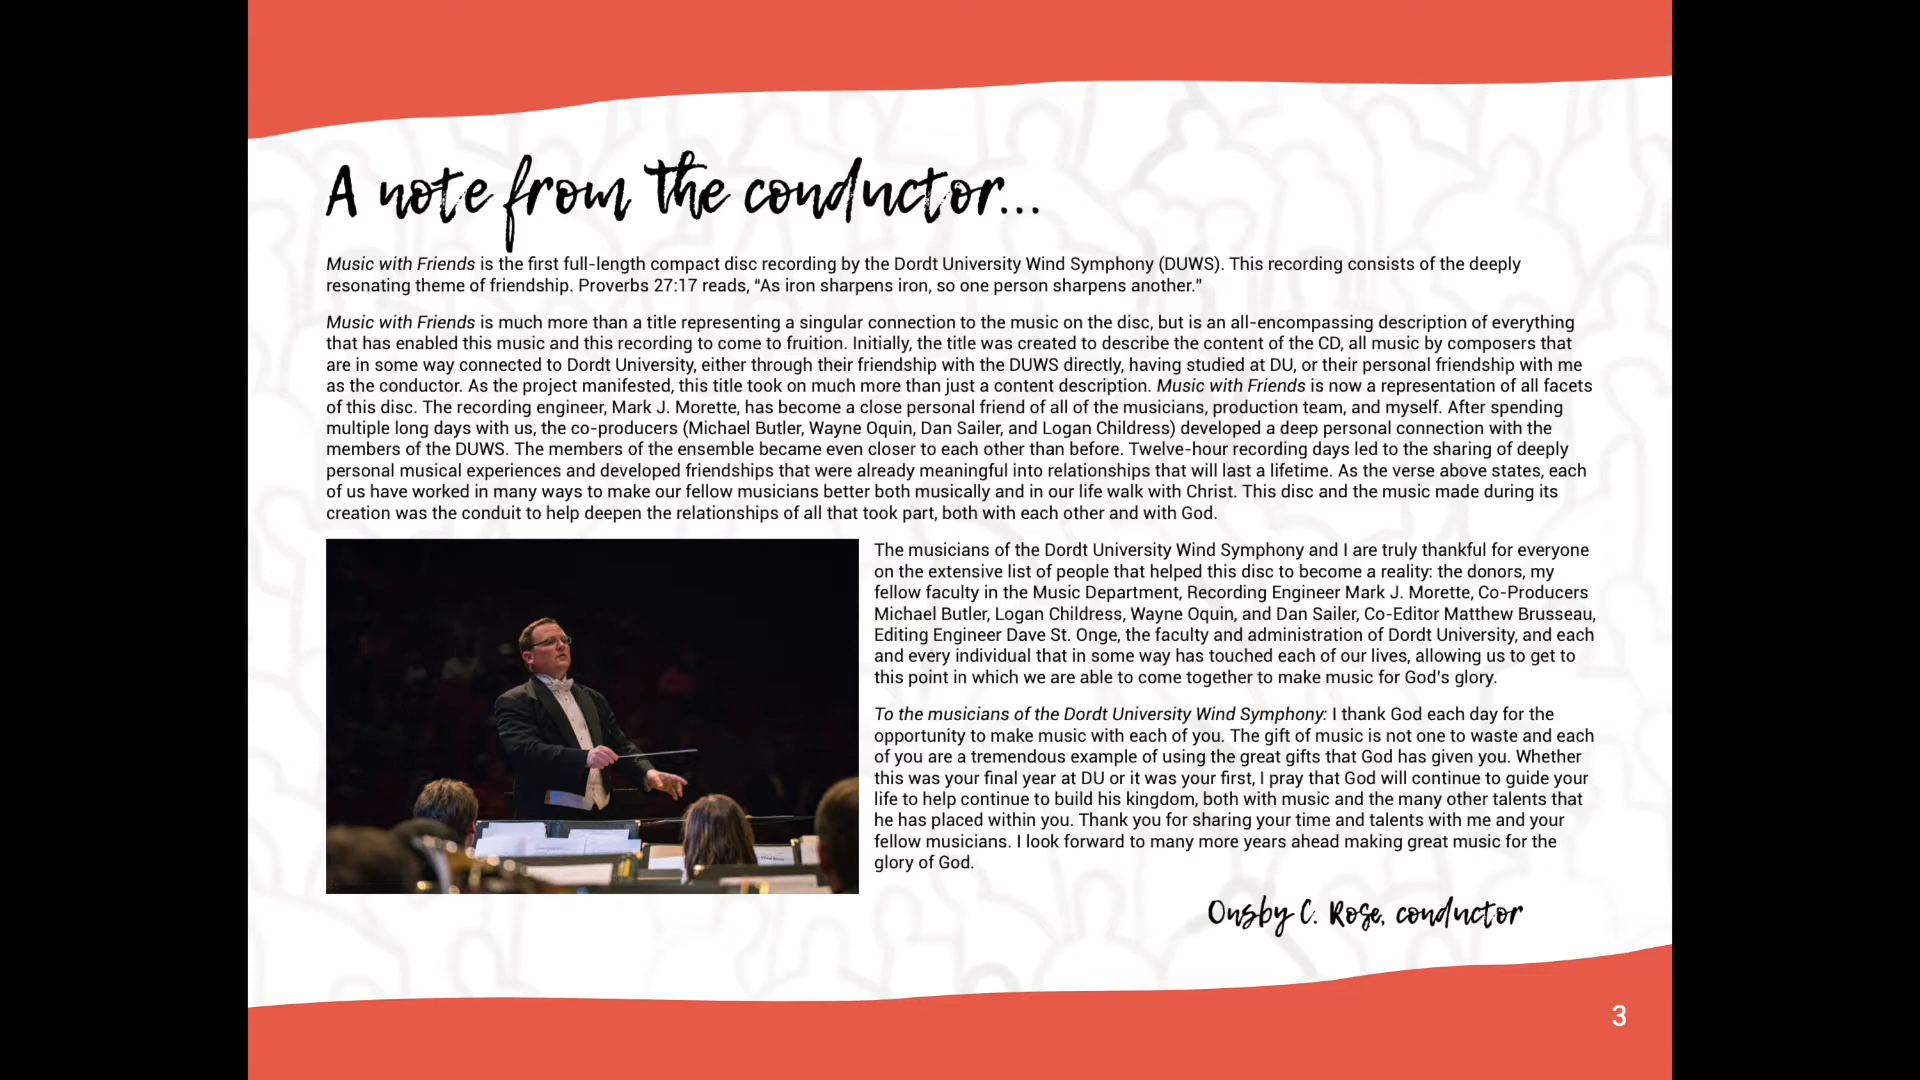 A note from the conductor...
Music with Friends is the first full-length compact disc recording by the Dordt University Wind Symphony (DUWS). This recording consists of the deeply
resonating theme of friendship. Proverbs 27:17 reads, “As iron sharpens iron, so one person sharpens another.”
Music with Friends is much more than a title representing a singular connection to the music on the disc, but is an all-encompassing description of everything
that has enabled this music and this recording to come to fruition. Initially, the title was created to describe the content of the CD, all music by composers that
are in some way connected to Dordt University, either through their friendship with the DUWS directly, having studied at DU, or their personal friendship with me
as the conductor. As the project manifested, this title took on much more than just a content description. Music with Friends is now a representation of all facets
of this disc. The recording engineer, Mark J. Morette, has become a close personal friend of all of the musicians, production team, and myself. After spending
multiple long days with us, the co-producers (Michael Butler, Wayne Oquin, Dan Sailer, and Logan Childress) developed a deep personal connection with the
members of the DUWS. The members of the ensemble became even closer to each other than before. Twelve-hour recording days led to the sharing of deeply
personal musical experiences and developed friendships that were already meaningful into relationships that will last a lifetime. As the verse above states, each
of us have worked in many ways to make our fellow musicians better both musically and in our life walk with Christ. This disc and the music made during its
creation was the conduit to help deepen the relationships of all that took part, both with each other and with God.
The musicians of the Dordt University Wind Symphony and I are truly thankful for everyone
on the extensive list of people that helped this disc to become a reality: the donors, my
fellow faculty in the Music Department, Recording Engineer Mark J. Morette, Co-Producers
Michael Butler, Logan Childress, Wayne Oquin, and Dan Sailer, Co-Editor Matthew Brusseau,
Editing Engineer Dave St. Onge, the faculty and administration of Dordt University, and each
and every individual that in some way has touched each of our lives, allowing us to get to
this point in which we are able to come together to make music for God’s glory.
To the musicians of the Dordt University Wind Symphony: I thank God each day for the
opportunity to make music with each of you. The gift of music is not one to waste and each
of you are a tremendous example of using the great gifts that God has given you. Whether
this was your final year at DU or it was your first, I pray that God will continue to guide your
life to help continue to build his kingdom, both with music and the many other talents that
he has placed within you. Thank you for sharing your time and talents with me and your
fellow musicians. I look forward to many more years ahead making great music for the
glory of God.
Onsby C. Rose, conductor
3